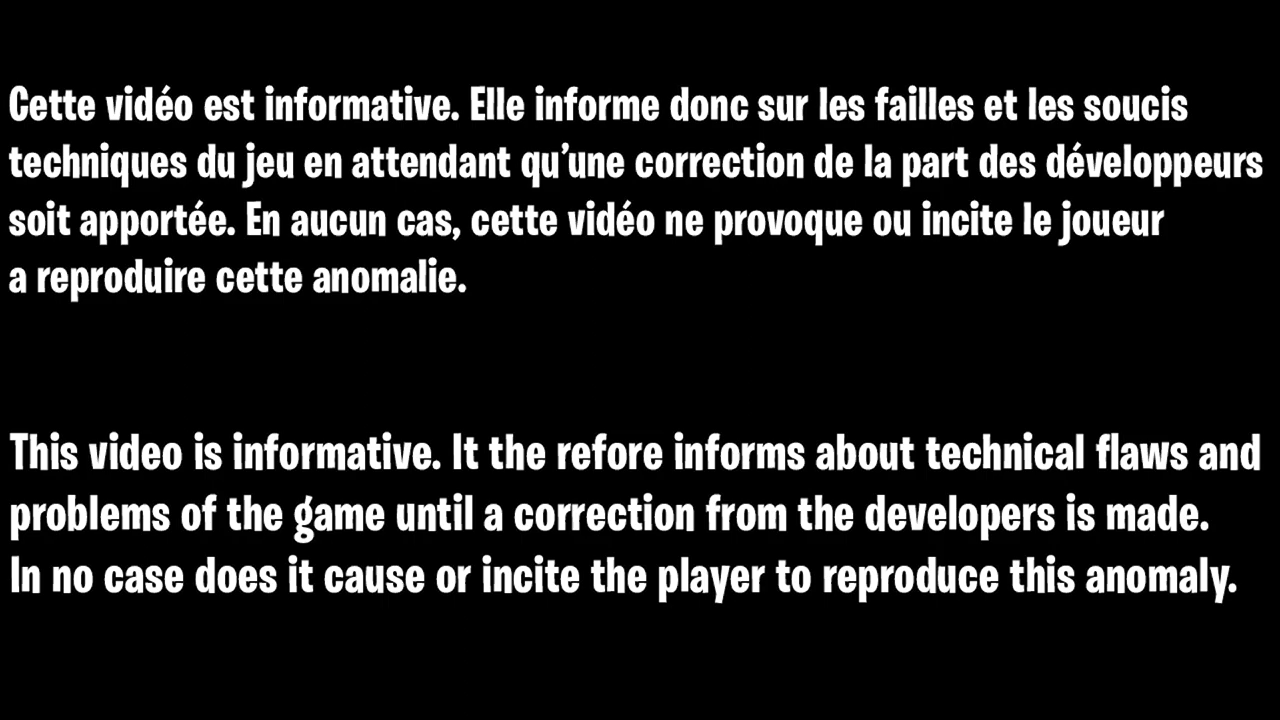 Cette vidéo est informative. Elle informe donc sur les failles et les soucis
techniques du jeu en attendant qu’une correction de la part des développeurs
soit apportée. En aucun cas, cette vidéo ne provoque ou incite le joueur
a reproduire cette anomalie.
This video is informative. It the refore informs about technical flaws and
problems of the game until a correction from the developers is made.
In no case does it cause or incite the player to reproduce this anomaly.